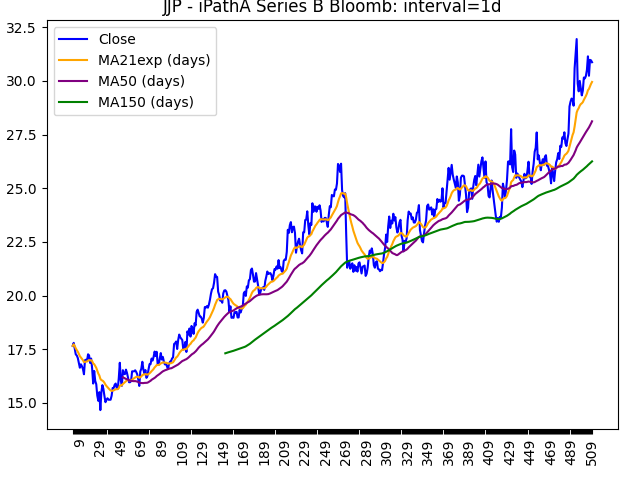 JJP - iPathA Series B Bloomb: interval=1d
Close
MA21exp (days)
MA50 (days)
MA150 (days)
32.5
30.0
27.5
25.0
22.5
20.0
17.5
15.0
9 29 49 69 89 109 129 149 169 189 209 229 249 269 289 309 329 349 369 389 409 429 449 469 489 509